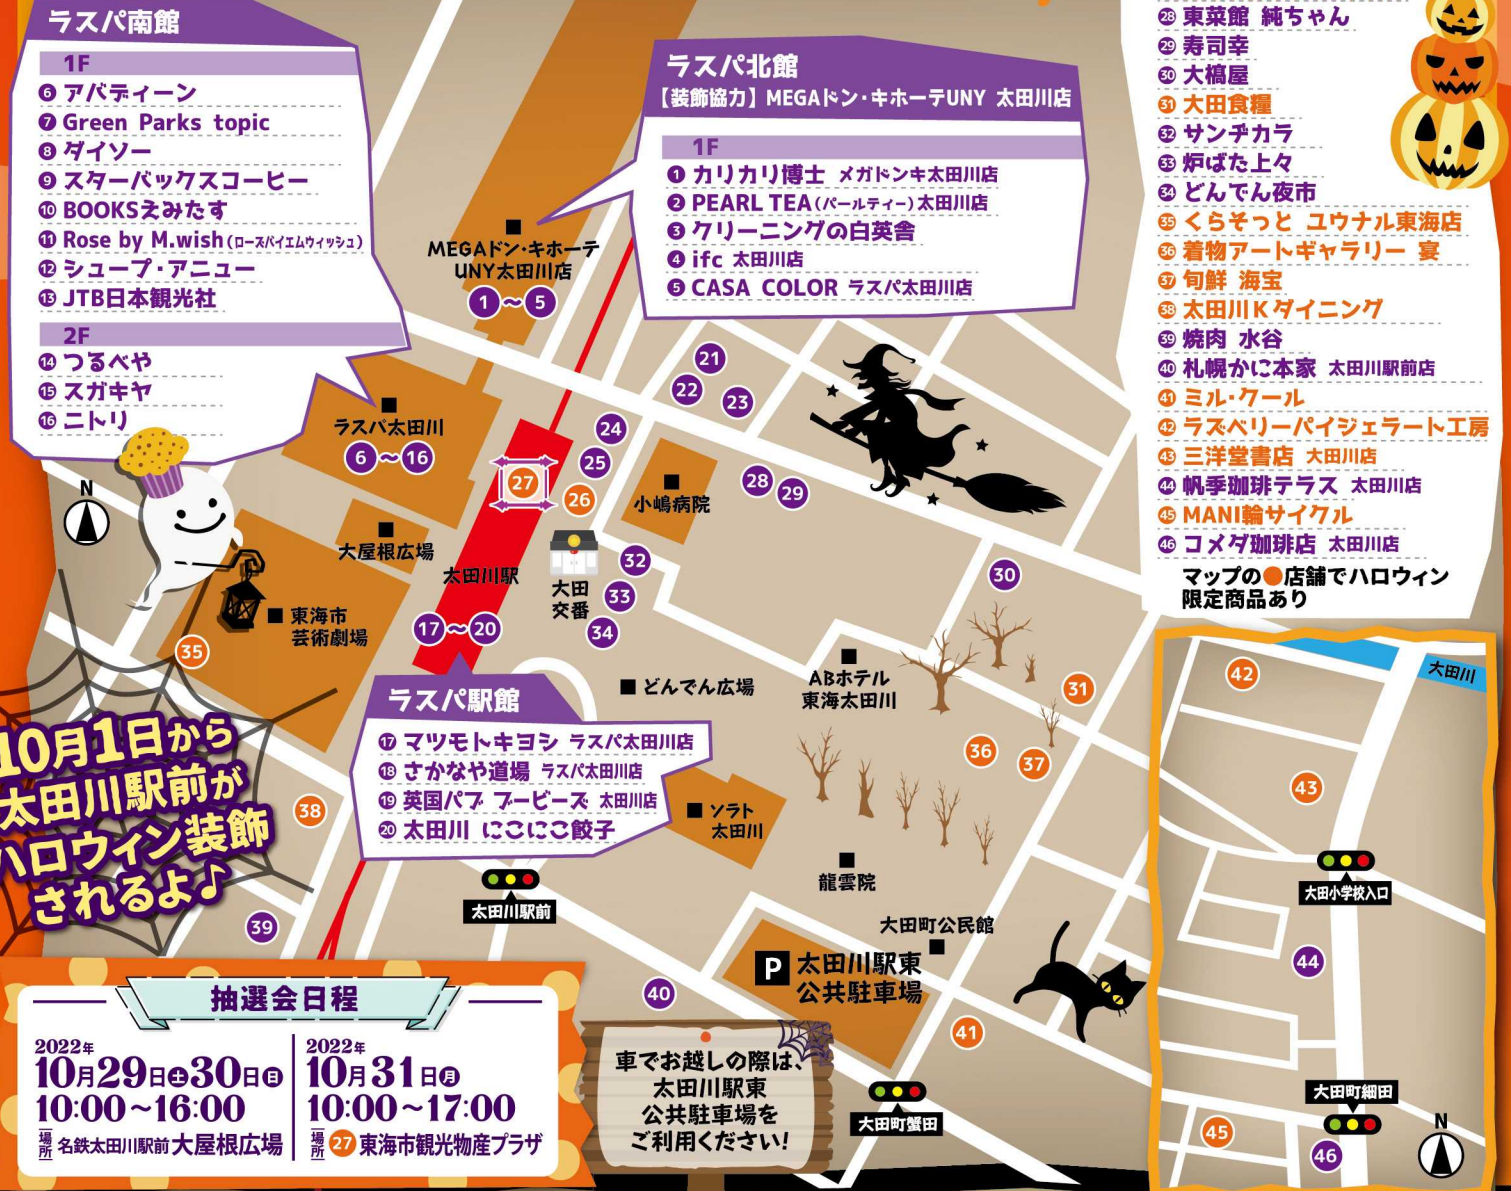 ラスパ南館
1F
6 アバディーン
7 Green Parks topic
8 ダイソー
9 スターバックスコーヒー
10 BOOKSえみたす
11 Rose by M.wish（ローズバイエムウィッシュ）
12 シュープ・アニュー
13 JTB日本観光社
2F
14 つるべや
15 スガキヤ
16 ニトリ
ラスパ北館
【装飾協力】MEGAドン・キホーテUNY 太田川店
1F
1 カリカリ博士 メガドンキ太田川店
2 PEARL TEA（パールティー）太田川店
3 クリーニングの白英舎
4 ifc 太田川店
5 CASA COLOR ラスパ太田川店
28 東菜館 純ちゃん
29 寿司幸
30 大橋屋
31 大田食糧
32 サンチカラ
33 炉ばた上々
34 どんでん夜市
35 くらそっと ユウナル東海店
36 着物アートギャラリー 宴
37 旬鮮 海宝
38 太田川Kダイニング
39 焼肉 水谷
40 札幌かに本家 太田川駅前店
41 ミル・クール
42 ラズベリーパイジェラート工房
43 三洋堂書店 大田川店
44 帆季珈琲テラス 太田川店
45 MANI輪サイクル
46 コメダ珈琲店 太田川店
マップの●店舗でハロウィン
限定商品あり
MEGAドン・キホーテ
UNY太田川店
1～5
ラスパ太田川
6～16
21
22
23
24
25
26
27
小嶋病院
28
29
30
N
大屋根広場
太田川駅
大田
交番
32
33
34
東海市
芸術劇場
35
17～20
どんでん広場
ABホテル
東海太田川
31
36
37
ラスパ駅館
17 マツモトキヨシ ラスパ太田川店
18 さかなや道場 ラスパ太田川店
19 英国パブ ブービーズ 太田川店
20 太田川 にこにこ餃子
ソラト
太田川
龍雲院
大田町公民館
P 太田川駅東
公共駐車場
太田川駅前
38
39
40
41
大田町蟹田
10月1日から
太田川駅前が
ハロウィン装飾
されるよ♪
抽選会日程
2022年
10月29日土30日日
10:00～16:00
場所 名鉄太田川駅前大屋根広場
2022年
10月31日月
10:00～17:00
場所 27 東海市観光物産プラザ
車でお越しの際は、
太田川駅東
公共駐車場を
ご利用ください!
大田川
42
43
大田小学校入口
44
大田町細田
45
46
N